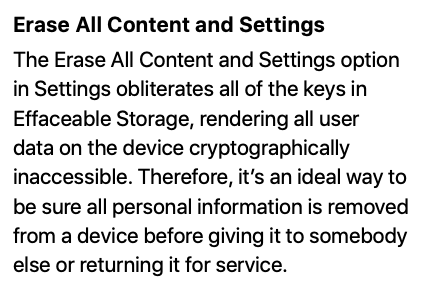 Erase All Content and Settings
The Erase All Content and Settings option
in Settings obliterates all of the keys in
Effaceable Storage, rendering all user
data on the device cryptographically
inaccessible. Therefore, it’s an ideal way to
be sure all personal information is removed
from a device before giving it to somebody
else or returning it for service.